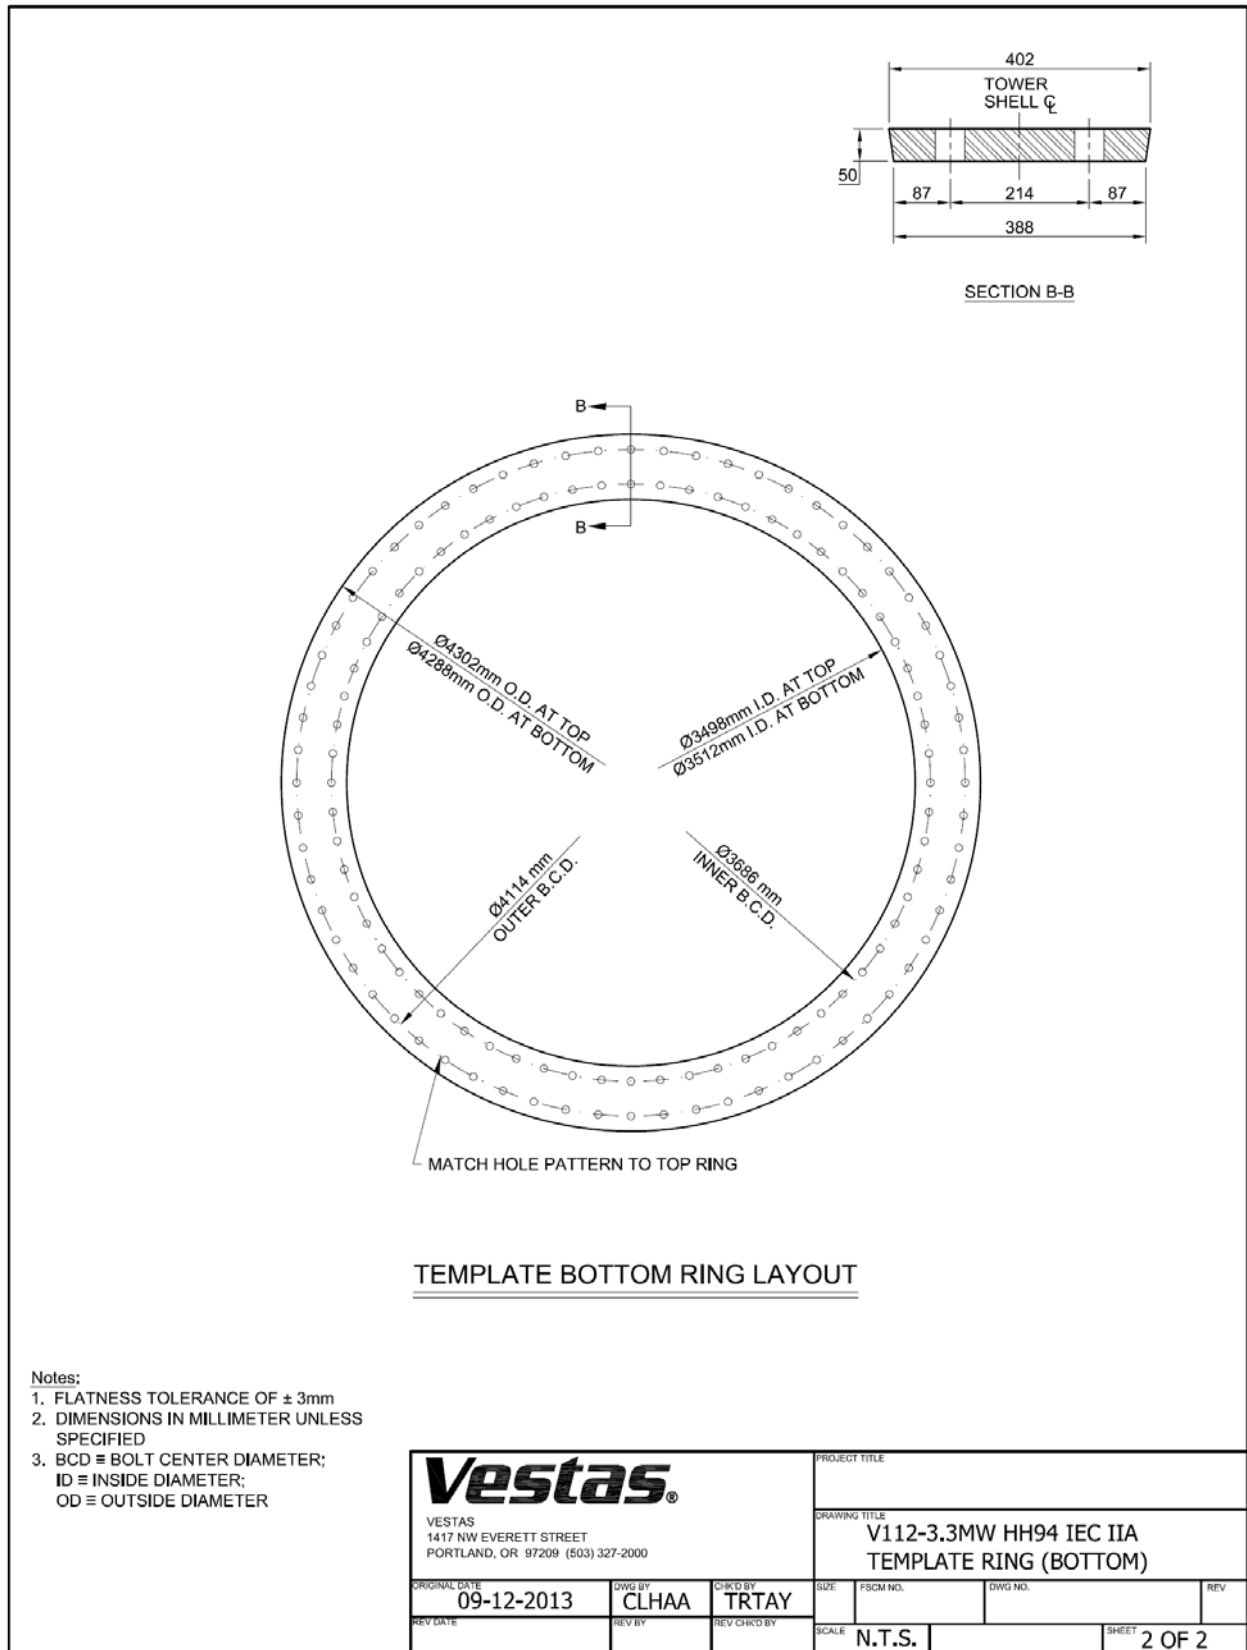 402
TOWER
SHELL ℄
50
87
214
87
388
SECTION B-B
B
B
Ø4302mm O.D. AT TOP
Ø4288mm O.D. AT BOTTOM
Ø3498mm I.D. AT TOP
Ø3512mm I.D. AT BOTTOM
Ø4114 mm
OUTER B.C.D.
Ø3686 mm
INNER B.C.D.
MATCH HOLE PATTERN TO TOP RING
TEMPLATE BOTTOM RING LAYOUT
Notes:
1. FLATNESS TOLERANCE OF ± 3mm
2. DIMENSIONS IN MILLIMETER UNLESS
SPECIFIED
3. BCD ≡ BOLT CENTER DIAMETER;
ID ≡ INSIDE DIAMETER;
OD ≡ OUTSIDE DIAMETER
Vestas®
VESTAS
1417 NW EVERETT STREET
PORTLAND, OR 97209 (503) 327-2000
PROJECT TITLE
DRAWING TITLE
V112-3.3MW HH94 IEC IIA
TEMPLATE RING (BOTTOM)
ORIGINAL DATE
09-12-2013
DWG BY
CLHAA
CHK'D BY
TRTAY
SIZE
FSCM NO.
DWG NO.
REV
REV DATE
REV BY
REV CHK'D BY
SCALE
N.T.S.
SHEET
2 OF 2